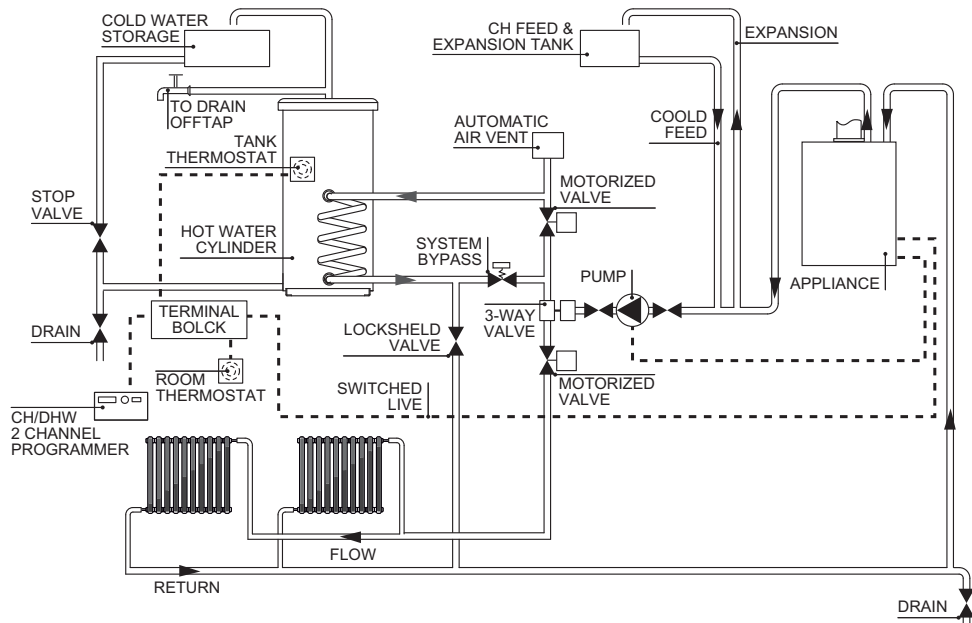 COLD WATER
STORAGE
CH FEED &
EXPANSION TANK
EXPANSION
TO DRAIN
OFFTAP
TANK
THERMOSTAT
AUTOMATIC
AIR VENT
COOLD
FEED
MOTORIZED
VALVE
STOP
VALVE
HOT WATER
CYLINDER
SYSTEM
BYPASS
PUMP
APPLIANCE
3-WAY
VALVE
TERMINAL
BOLCK
DRAIN
LOCKSHELD
VALVE
ROOM
THERMOSTAT
MOTORIZED
VALVE
SWITCHED
LIVE
CH/DHW
2 CHANNEL
PROGRAMMER
FLOW
RETURN
DRAIN